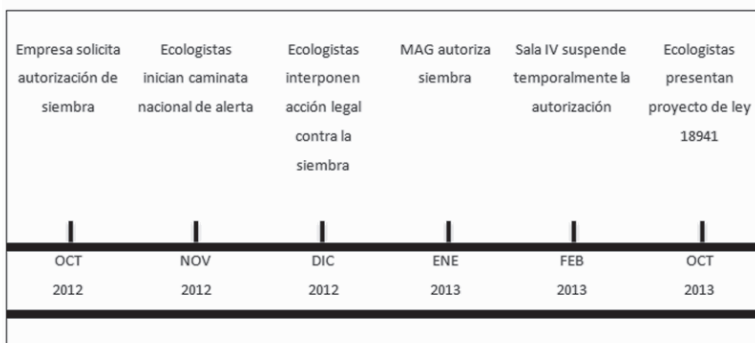 Empresa solicita
autorización de
siembra
Ecologistas
inician caminata
nacional de alerta
Ecologistas
interponen
acción legal
contra la
siembra
MAG autoriza
siembra
Sala IV suspende
temporalmente la
autorización
Ecologistas
presentan
proyecto de ley
18941
OCT
2012
NOV
2012
DIC
2012
ENE
2013
FEB
2013
OCT
2013